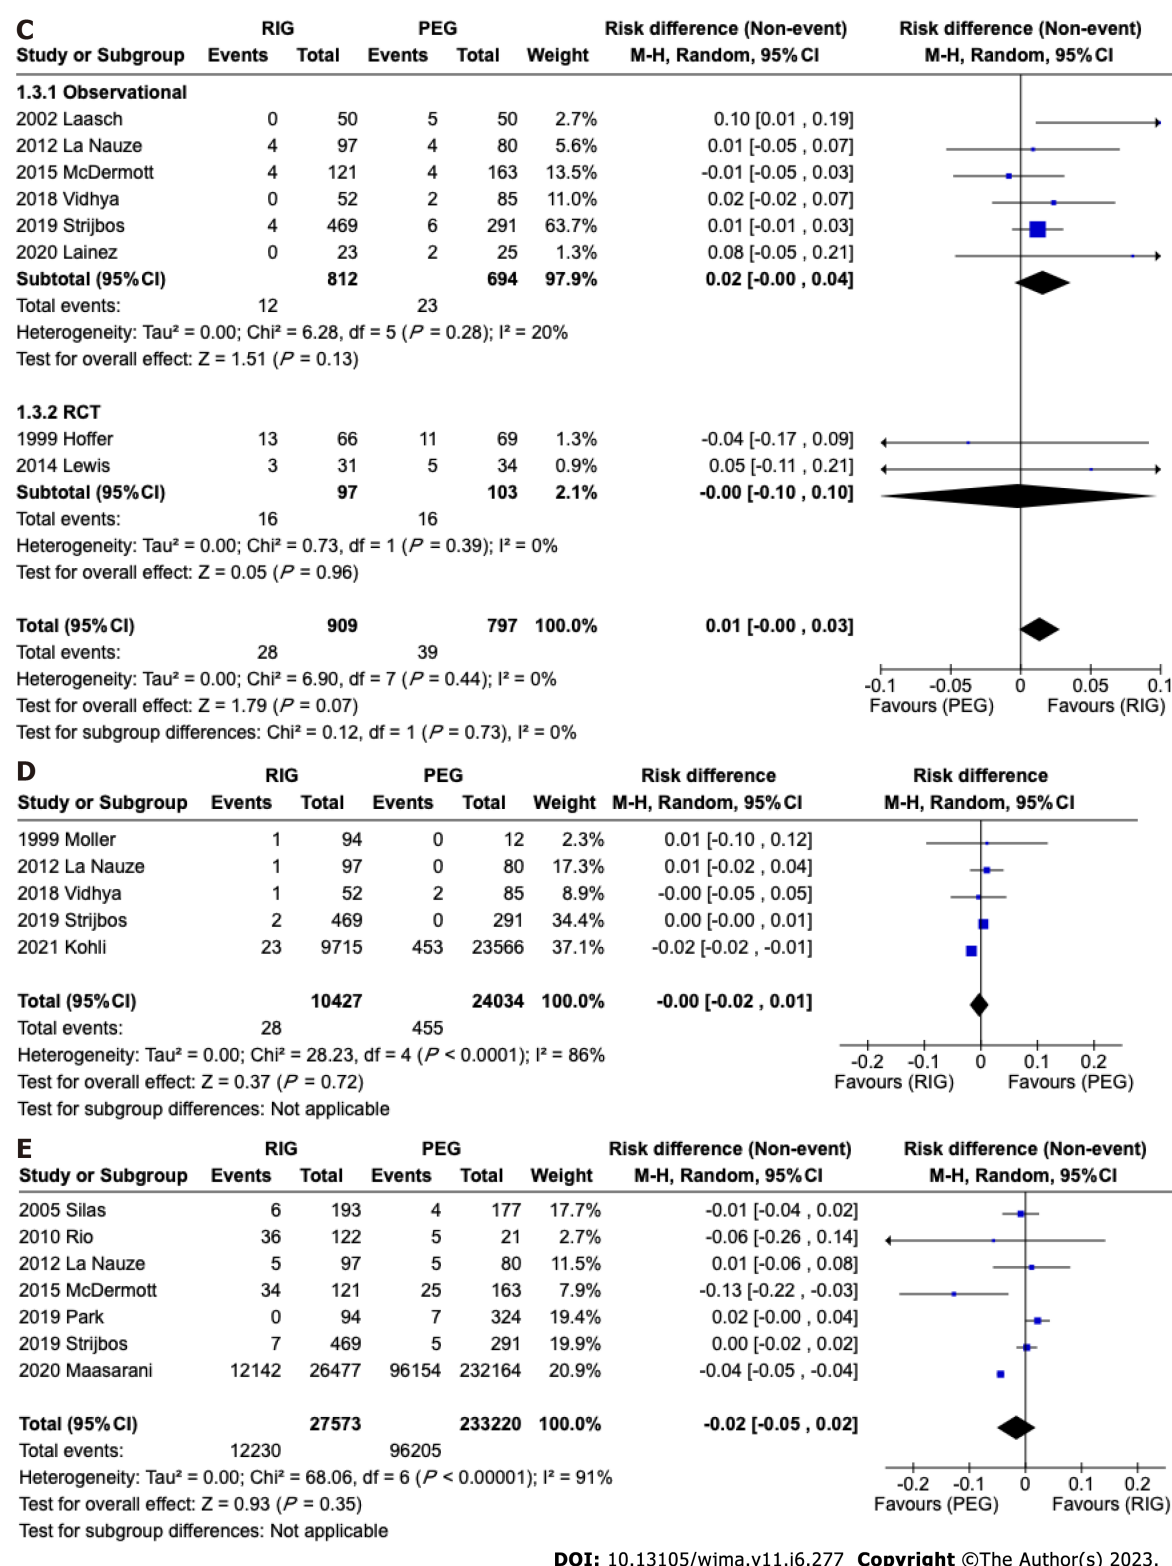 C RIG PEG Risk difference (Non-event) Risk difference (Non-event)
Study or Subgroup Events Total Events Total Weight M-H, Random, 95%CI M-H, Random, 95%CI
1.3.1 Observational
2002 Laasch 0 50 5 50 2.7% 0.10 [0.01 , 0.19]
2012 La Nauze 4 97 4 80 5.6% 0.01 [-0.05 , 0.07]
2015 McDermott 4 121 4 163 13.5% -0.01 [-0.05 , 0.03]
2018 Vidhya 0 52 2 85 11.0% 0.02 [-0.02 , 0.07]
2019 Strijbos 4 469 6 291 63.7% 0.01 [-0.01 , 0.03]
2020 Lainez 0 23 2 25 1.3% 0.08 [-0.05 , 0.21]
Subtotal (95%CI) 812 694 97.9% 0.02 [-0.00 , 0.04]
Total events: 12 23
Heterogeneity: Tau² = 0.00; Chi² = 6.28, df = 5 (P = 0.28); I² = 20%
Test for overall effect: Z = 1.51 (P = 0.13)
1.3.2 RCT
1999 Hoffer 13 66 11 69 1.3% -0.04 [-0.17 , 0.09]
2014 Lewis 3 31 5 34 0.9% 0.05 [-0.11 , 0.21]
Subtotal (95%CI) 97 103 2.1% -0.00 [-0.10 , 0.10]
Total events: 16 16
Heterogeneity: Tau² = 0.00; Chi² = 0.73, df = 1 (P = 0.39); I² = 0%
Test for overall effect: Z = 0.05 (P = 0.96)
Total (95%CI) 909 797 100.0% 0.01 [-0.00 , 0.03]
Total events: 28 39
Heterogeneity: Tau² = 0.00; Chi² = 6.90, df = 7 (P = 0.44); I² = 0%
-0.1 -0.05 0 0.05 0.1
Test for overall effect: Z = 1.79 (P = 0.07) Favours (PEG) Favours (RIG)
Test for subgroup differences: Chi² = 0.12, df = 1 (P = 0.73), I² = 0%
D RIG PEG Risk difference Risk difference
Study or Subgroup Events Total Events Total Weight M-H, Random, 95%CI M-H, Random, 95%CI
1999 Moller 1 94 0 12 2.3% 0.01 [-0.10 , 0.12]
2012 La Nauze 1 97 0 80 17.3% 0.01 [-0.02 , 0.04]
2018 Vidhya 1 52 2 85 8.9% -0.00 [-0.05 , 0.05]
2019 Strijbos 2 469 0 291 34.4% 0.00 [-0.00 , 0.01]
2021 Kohli 23 9715 453 23566 37.1% -0.02 [-0.02 , -0.01]
Total (95%CI) 10427 24034 100.0% -0.00 [-0.02 , 0.01]
Total events: 28 455
Heterogeneity: Tau² = 0.00; Chi² = 28.23, df = 4 (P < 0.0001); I² = 86%
-0.2 -0.1 0 0.1 0.2
Test for overall effect: Z = 0.37 (P = 0.72) Favours (RIG) Favours (PEG)
Test for subgroup differences: Not applicable
E RIG PEG Risk difference (Non-event) Risk difference (Non-event)
Study or Subgroup Events Total Events Total Weight M-H, Random, 95%CI M-H, Random, 95%CI
2005 Silas 6 193 4 177 17.7% -0.01 [-0.04 , 0.02]
2010 Rio 36 122 5 21 2.7% -0.06 [-0.26 , 0.14]
2012 La Nauze 5 97 5 80 11.5% 0.01 [-0.06 , 0.08]
2015 McDermott 34 121 25 163 7.9% -0.13 [-0.22 , -0.03]
2019 Park 0 94 7 324 19.4% 0.02 [-0.00 , 0.04]
2019 Strijbos 7 469 5 291 19.9% 0.00 [-0.02 , 0.02]
2020 Maasarani 12142 26477 96154 232164 20.9% -0.04 [-0.05 , -0.04]
Total (95%CI) 27573 233220 100.0% -0.02 [-0.05 , 0.02]
Total events: 12230 96205
Heterogeneity: Tau² = 0.00; Chi² = 68.06, df = 6 (P < 0.00001); I² = 91%
-0.2 -0.1 0 0.1 0.2
Test for overall effect: Z = 0.93 (P = 0.35) Favours (PEG) Favours (RIG)
Test for subgroup differences: Not applicable
DOI: 10.13105/wjma.v11.i6.277 Copyright ©The Author(s) 2023.